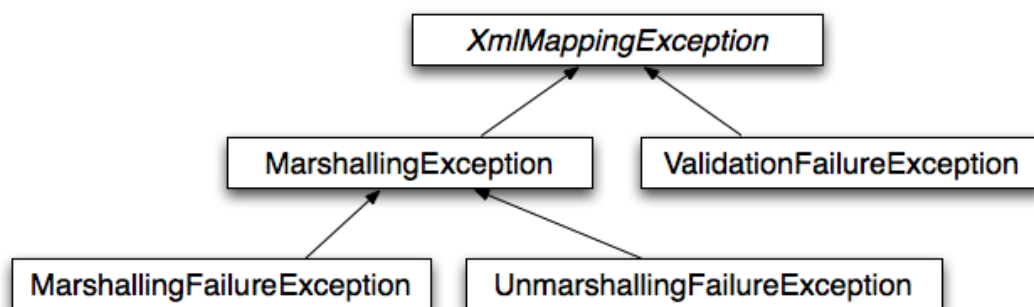 XmlMappingException
MarshallingException
ValidationFailureException
MarshallingFailureException
UnmarshallingFailureException